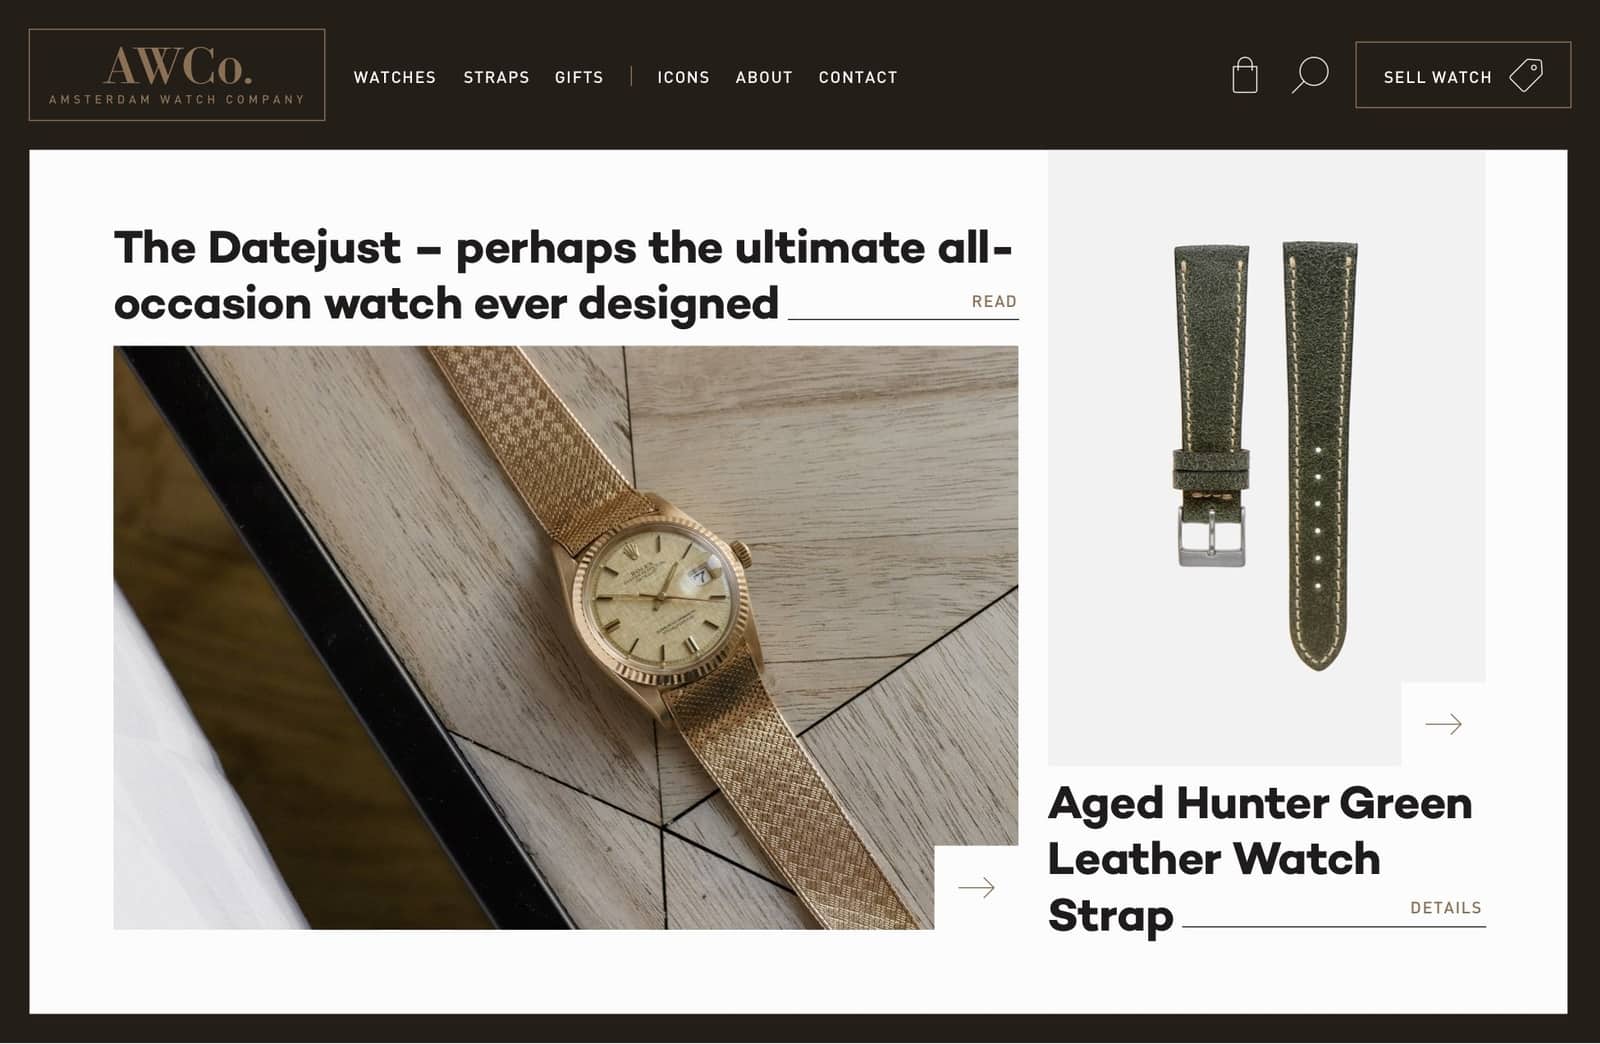 AWCo.
AMSTERDAM WATCH COMPANY
WATCHES STRAPS GIFTS ICONS ABOUT CONTACT
SELL WATCH
The Datejust – perhaps the ultimate all-
occasion watch ever designed
READ
ROLEX
7
Aged Hunter Green
Leather Watch
Strap
DETAILS